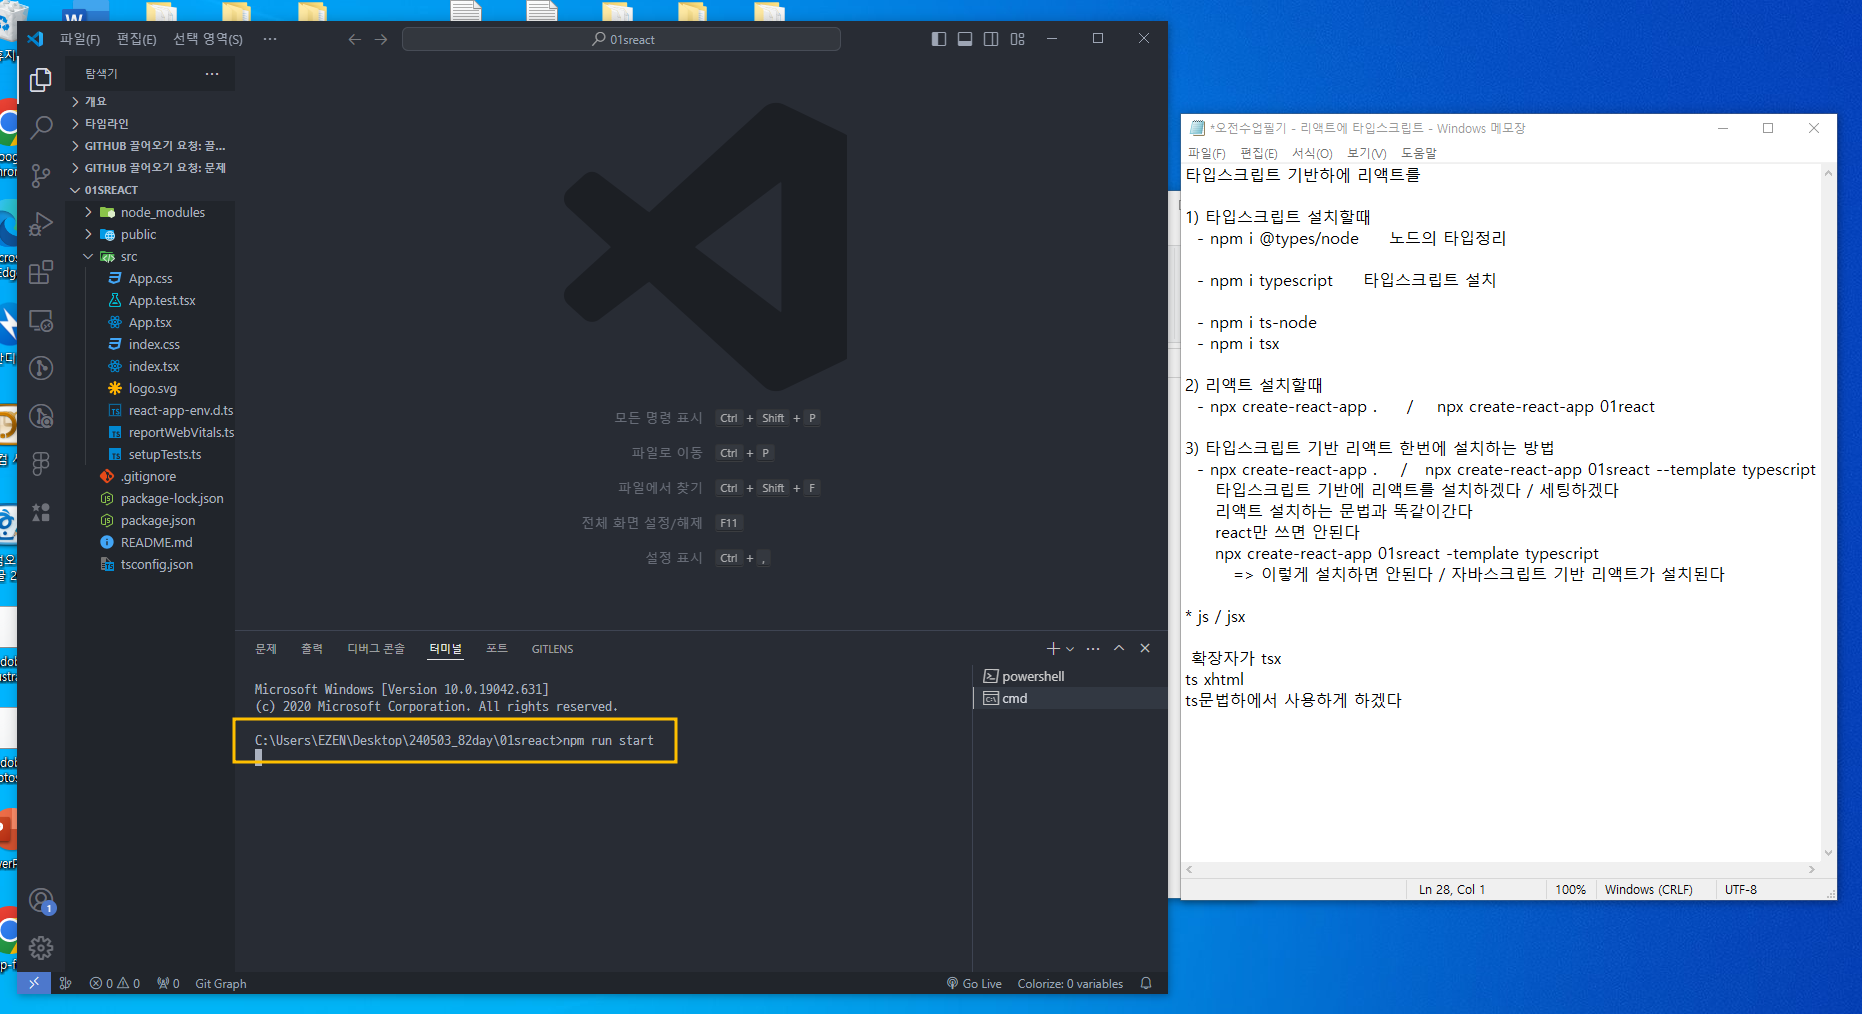 파일(F) 편집(E) 선택 영역(S) ··· 01sreact
탐색기 ···
개요
타임라인
GITHUB 끌어오기 요청: 끌...
GITHUB 끌어오기 요청: 문제
01SREACT
node_modules
public
src
App.css
App.test.tsx
App.tsx
index.css
index.tsx
logo.svg
react-app-env.d.ts
reportWebVitals.ts
setupTests.ts
.gitignore
package-lock.json
package.json
README.md
tsconfig.json
모든 명령 표시 Ctrl + Shift + P
파일로 이동 Ctrl + P
파일에서 찾기 Ctrl + Shift + F
전체 화면 설정/해제 F11
설정 표시 Ctrl + ,
문제 출력 디버그 콘솔 터미널 포트 GITLENS
powershell
cmd
Microsoft Windows [Version 10.0.19042.631]
(c) 2020 Microsoft Corporation. All rights reserved.
C:\Users\EZEN\Desktop\240503_82day\01sreact>npm run start
1
0 0 0 Git Graph Go Live Colorize: 0 variables
*오전수업필기 - 리액트에 타입스크립트 - Windows 메모장
파일(F) 편집(E) 서식(O) 보기(V) 도움말
타입스크립트 기반하에 리액트를
1) 타입스크립트 설치할때
- npm i @types/node 노드의 타입정리
- npm i typescript 타입스크립트 설치
- npm i ts-node
- npm i tsx
2) 리액트 설치할때
- npx create-react-app . / npx create-react-app 01react
3) 타입스크립트 기반 리액트 한번에 설치하는 방법
- npx create-react-app . / npx create-react-app 01sreact --template typescript
타입스크립트 기반에 리액트를 설치하겠다 / 세팅하겠다
리액트 설치하는 문법과 똑같이간다
react만 쓰면 안된다
npx create-react-app 01sreact -template typescript
=> 이렇게 설치하면 안된다 / 자바스크립트 기반 리액트가 설치된다
* js / jsx
확장자가 tsx
ts xhtml
ts문법하에서 사용하게 하겠다
Ln 28, Col 1 100% Windows (CRLF) UTF-8